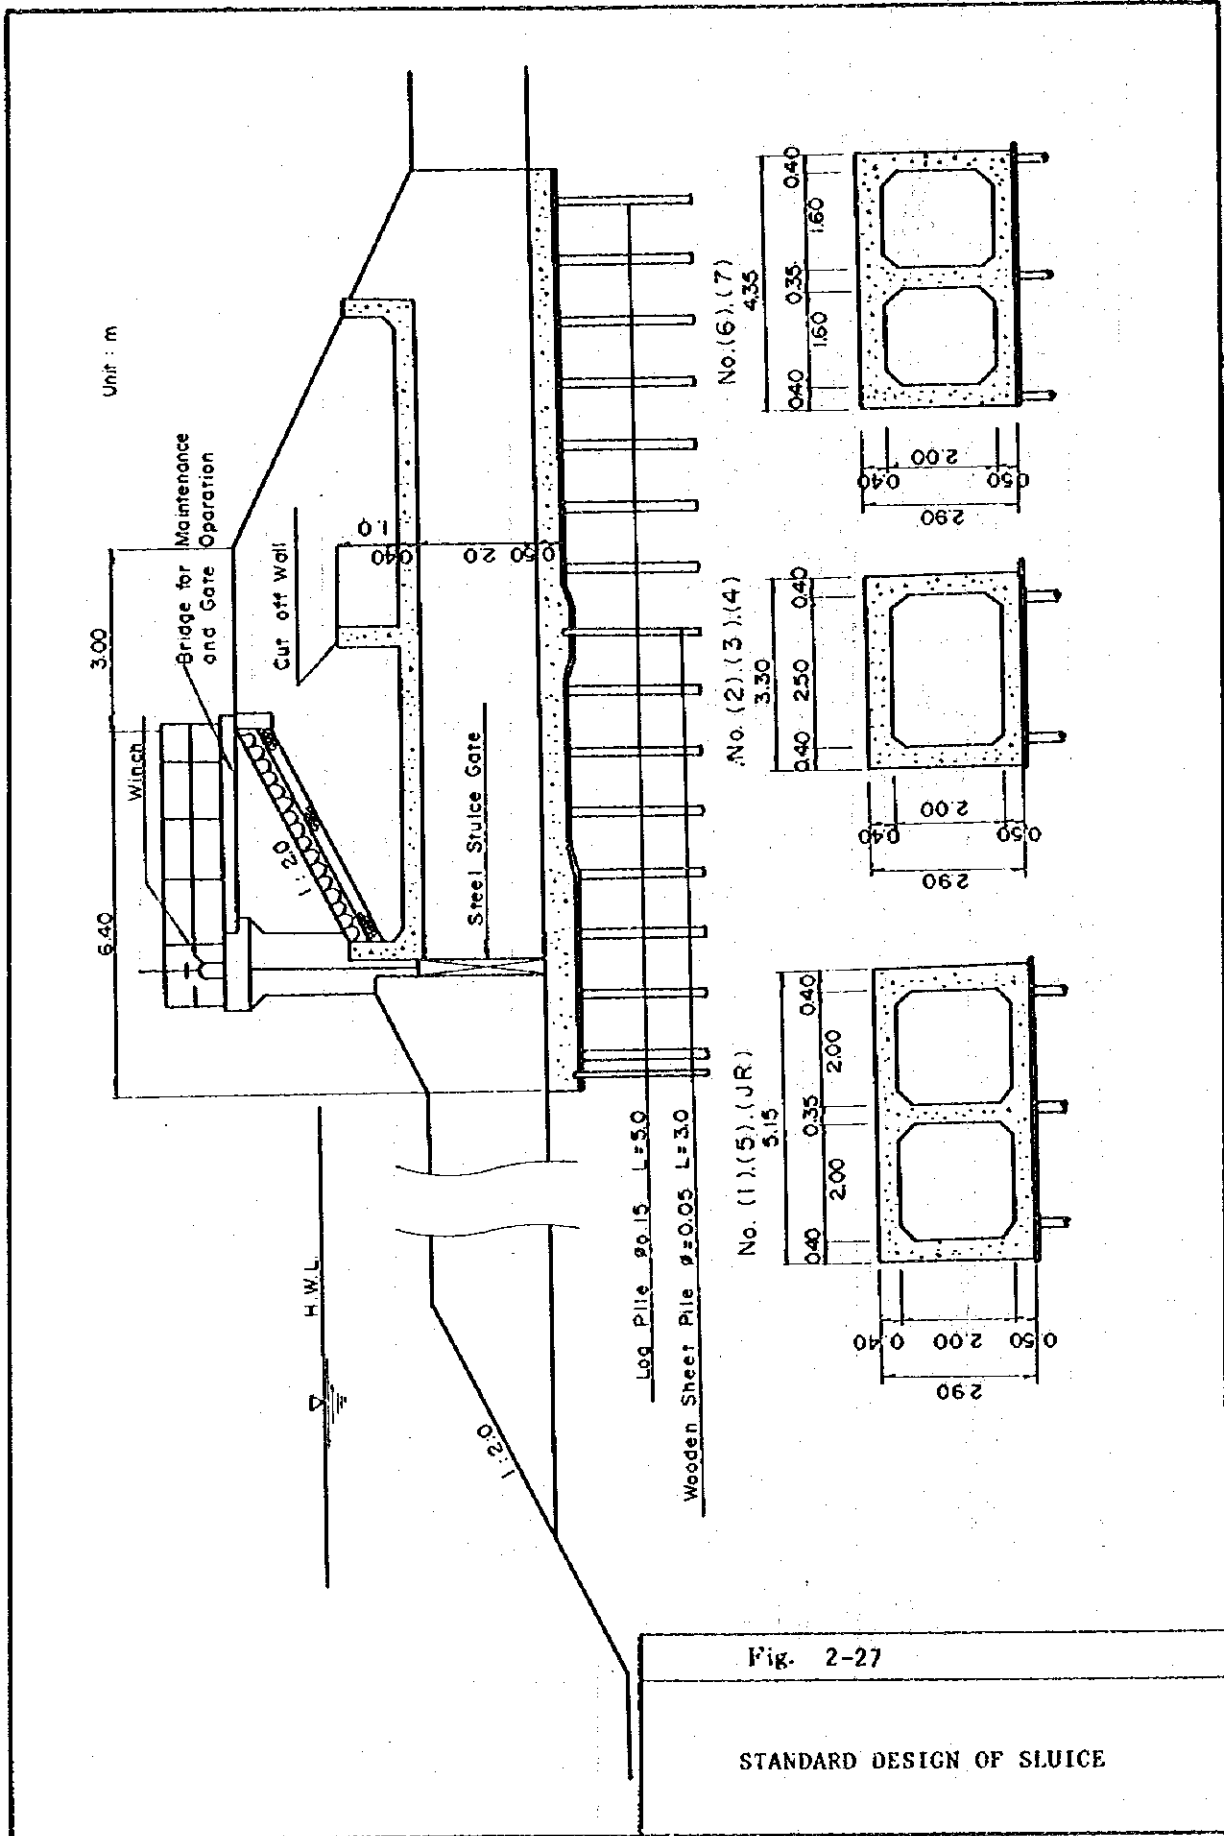 Unit : m
6.40
3.00
Winch
Bridge for Maintenance
and Gate Oparation
Cut off Wall
1:2.0
1.0
0.40
2.0
0.50
Steel Stulce Gate
H.W.L
1:2.0
Log Pile ø0.15 L=5.0
Wooden Sheet Pile ø=0.05 L=3.0
No. (1).(5).(JR)
5.15
0.40 2.00 0.35 2.00 0.40
0.40
2.00
0.50
2.90
No. (2).(3).(4)
3.30
0.40 2.50 0.40
0.40
2.00
0.50
2.90
No.(6).(7)
4.35
0.40 1.60 0.35 1.60 0.40
0.40
2.00
0.50
2.90
Fig. 2-27
STANDARD DESIGN OF SLUICE